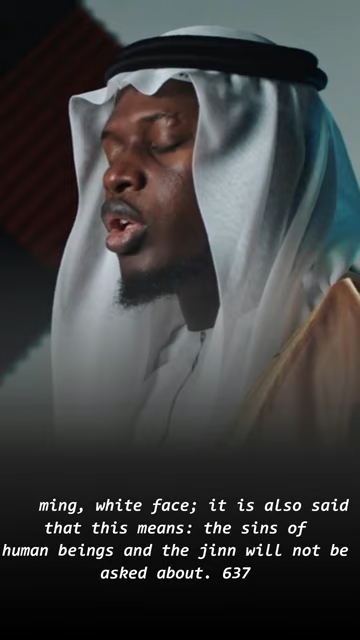 ming, white face; it is also said
that this means: the sins of
human beings and the jinn will not be
asked about. 637